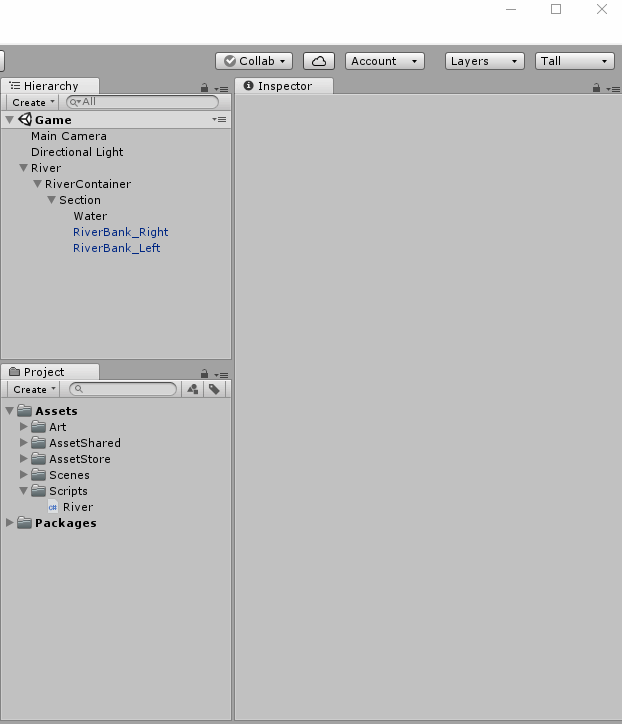 Collab Account Layers Tall
Hierarchy Inspector
Create All
Game
Main Camera
Directional Light
River
RiverContainer
Section
Water
RiverBank_Right
RiverBank_Left
Project
Create
Assets
Art
AssetShared
AssetStore
Scenes
Scripts
C# River
Packages